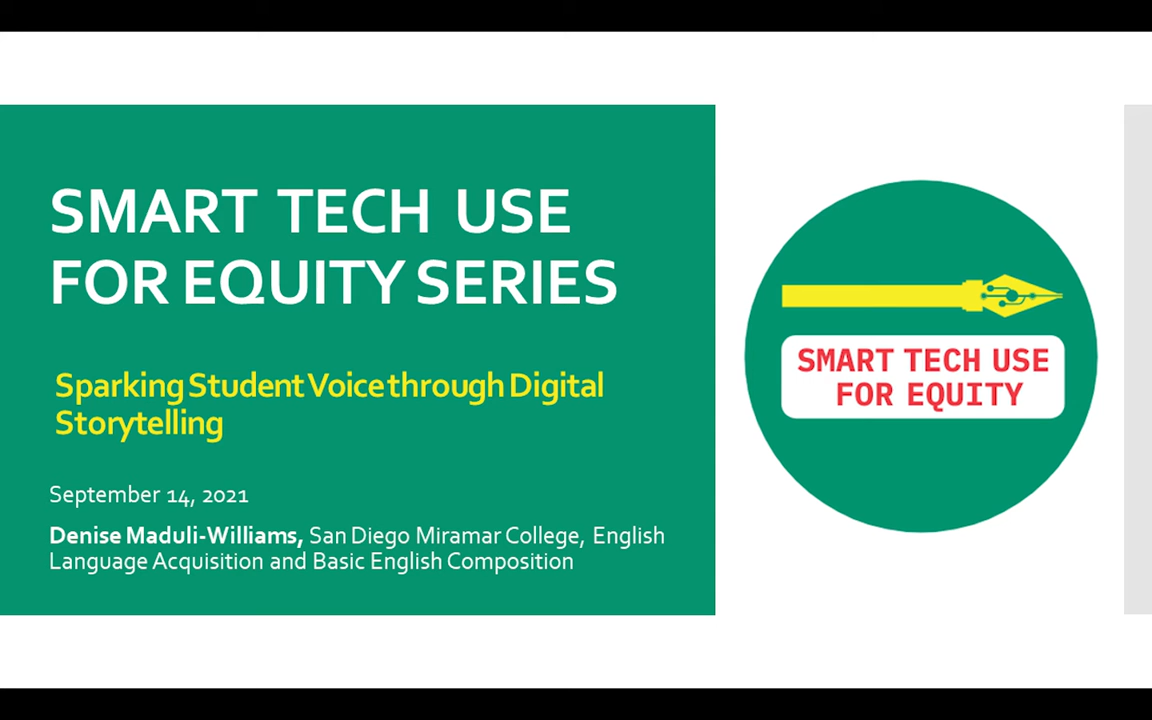 SMART TECH USE
FOR EQUITY SERIES
Sparking Student Voice through Digital
Storytelling
September 14, 2021
Denise Maduli-Williams, San Diego Miramar College, English
Language Acquisition and Basic English Composition
SMART TECH USE
FOR EQUITY